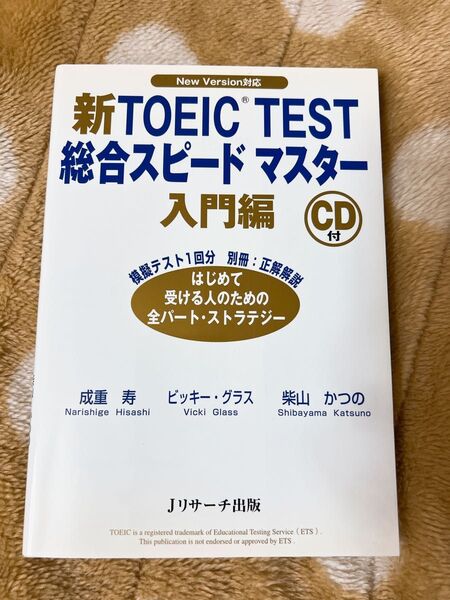 New Version対応
新TOEIC® TEST
総合スピード マスター
入門編
CD
付
模擬テスト1回分 別冊:正解解説
はじめて
受ける人のための
全パート・ストラテジー
成重 寿 ビッキー・グラス 柴山 かつの
Narishige Hisashi Vicki Glass Shibayama Katsuno
Jリサーチ出版
TOEIC is a registered trademark of Educational Testing Service ( ETS ) .
This publication is not endorsed or approved by ETS .